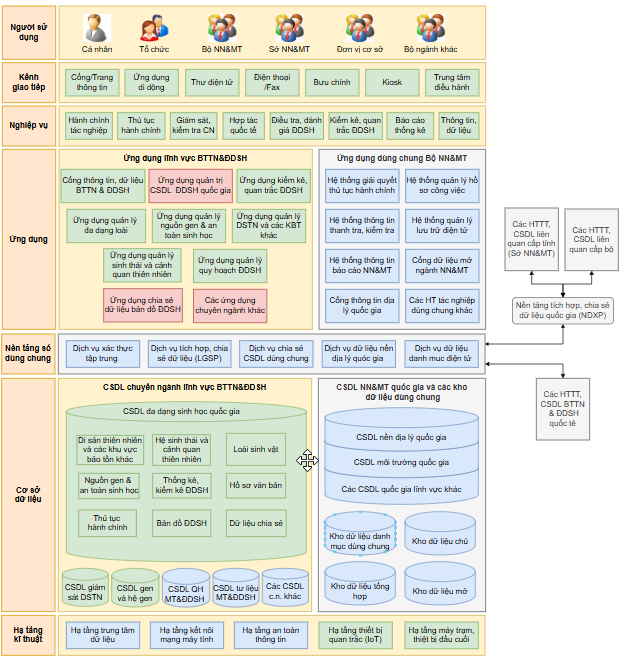 Người sử
dụng
Cá nhân
Tổ chức
Bộ NN&MT
Sở NN&MT
Đơn vị cơ sở
Bộ ngành khác
Kênh
giao tiếp
Cổng/Trang
thông tin
Ứng dụng
di động
Thư điện tử
Điện thoại
/Fax
Bưu chính
Kiosk
Trung tâm
điều hành
Nghiệp vụ
Hành chính
tác nghiệp
Thủ tục
hành chính
Giám sát,
kiểm tra CN
Hợp tác
quốc tế
Điều tra, đánh
giá ĐDSH
Kiểm kê, quan
trắc ĐDSH
Báo cáo
thống kê
Thông tin,
dữ liệu
Ứng dụng
Ứng dụng lĩnh vực BTTN&ĐDSH
Cổng thông tin, dữ liệu
BTTN & ĐDSH
Ứng dụng quản trị
CSDL ĐDSH quốc gia
Ứng dụng kiểm kê,
quan trắc ĐDSH
Ứng dụng quản lý
đa dạng loài
Ứng dụng quản lý
nguồn gen & an
toàn sinh học
Ứng dụng quản lý
DSTN và các KBT
khác
Ứng dụng quản lý
sinh thái và cảnh
quan thiên nhiên
Ứng dụng quản lý
quy hoạch ĐDSH
Ứng dụng chia sẻ
dữ liệu bản đồ ĐDSH
Các ứng dụng
chuyên ngành khác
Ứng dụng dùng chung Bộ NN&MT
Hệ thống giải quyết
thủ tục hành chính
Hệ thống quản lý hồ
sơ công việc
Hệ thống thông tin
thanh tra, kiểm tra
Hệ thống quản lý
lưu trữ điện tử
Hệ thống thông tin
báo cáo NN&MT
Cổng dữ liệu mở
ngành NN&MT
Cổng thông tin địa
lý quốc gia
Các HT tác nghiệp
dùng chung khác
Các HTTT,
CSDL liên
quan cấp tỉnh
(Sở NN&MT)
Các HTTT,
CSDL liên
quan cấp bộ
Nền tảng tích hợp, chia sẻ
dữ liệu quốc gia (NDXP)
Nền tảng số
dùng chung
Dịch vụ xác thực
tập trung
Dịch vụ tích hợp, chia
sẻ dữ liệu (LGSP)
Dịch vụ chia sẻ
CSDL dùng chung
Dịch vụ dữ liệu nền
địa lý quốc gia
Dịch vụ dữ liệu
danh mục điện tử
Các HTTT,
CSDL BTTN
& ĐDSH
quốc tế
Cơ sở
dữ liệu
CSDL chuyên ngành lĩnh vực BTTN&ĐDSH
CSDL đa dạng sinh học quốc gia
Di sản thiên nhiên
và các khu vực
bảo tồn khác
Hệ sinh thái và
cảnh quan
thiên nhiên
Loài sinh vật
Nguồn gen &
an toàn sinh học
Thống kê,
kiểm kê ĐDSH
Hồ sơ văn bản
Thủ tục
hành chính
Bản đồ ĐDSH
Dữ liệu chia sẻ
CSDL giám
sát DSTN
CSDL gen
và hệ gen
CSDL QH
MT&ĐDSH
CSDL tư liệu
MT&ĐDSH
Các CSDL
c.n. khác
CSDL NN&MT quốc gia và các kho
dữ liệu dùng chung
CSDL nền địa lý quốc gia
CSDL môi trường quốc gia
Các CSDL quốc gia lĩnh vực khác
Kho dữ liệu danh
mục dùng chung
Kho dữ liệu chủ
Kho dữ liệu tổng
hợp
Kho dữ liệu mở
Hạ tầng
kĩ thuật
Hạ tầng trung tâm
dữ liệu
Hạ tầng kết nối
mạng máy tính
Hạ tầng an toàn
thông tin
Hạ tầng thiết bị
quan trắc (IoT)
Hạ tầng máy trạm,
thiết bị đầu cuối